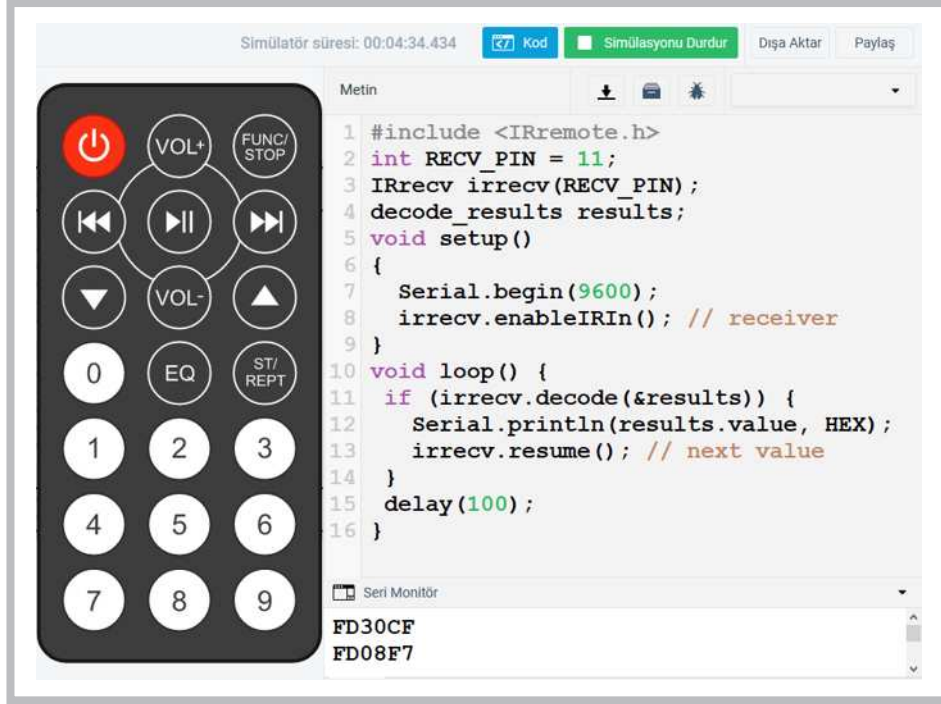 Simülatör süresi: 00:04:34.434 Kod Simülasyonu Durdur Dışa Aktar Paylaş
Metin
VOL+ FUNC/
STOP
VOL-
0 EQ ST/
REPT
1 2 3
4 5 6
7 8 9
1 #include <IRremote.h>
2 int RECV_PIN = 11;
3 IRrecv irrecv(RECV_PIN);
4 decode_results results;
5 void setup()
6 {
7 Serial.begin(9600);
8 irrecv.enableIRIn(); // receiver
9 }
10 void loop() {
11 if (irrecv.decode(&results)) {
12 Serial.println(results.value, HEX);
13 irrecv.resume(); // next value
14 }
15 delay(100);
16 }
Seri Monitör
FD30CF
FD08F7